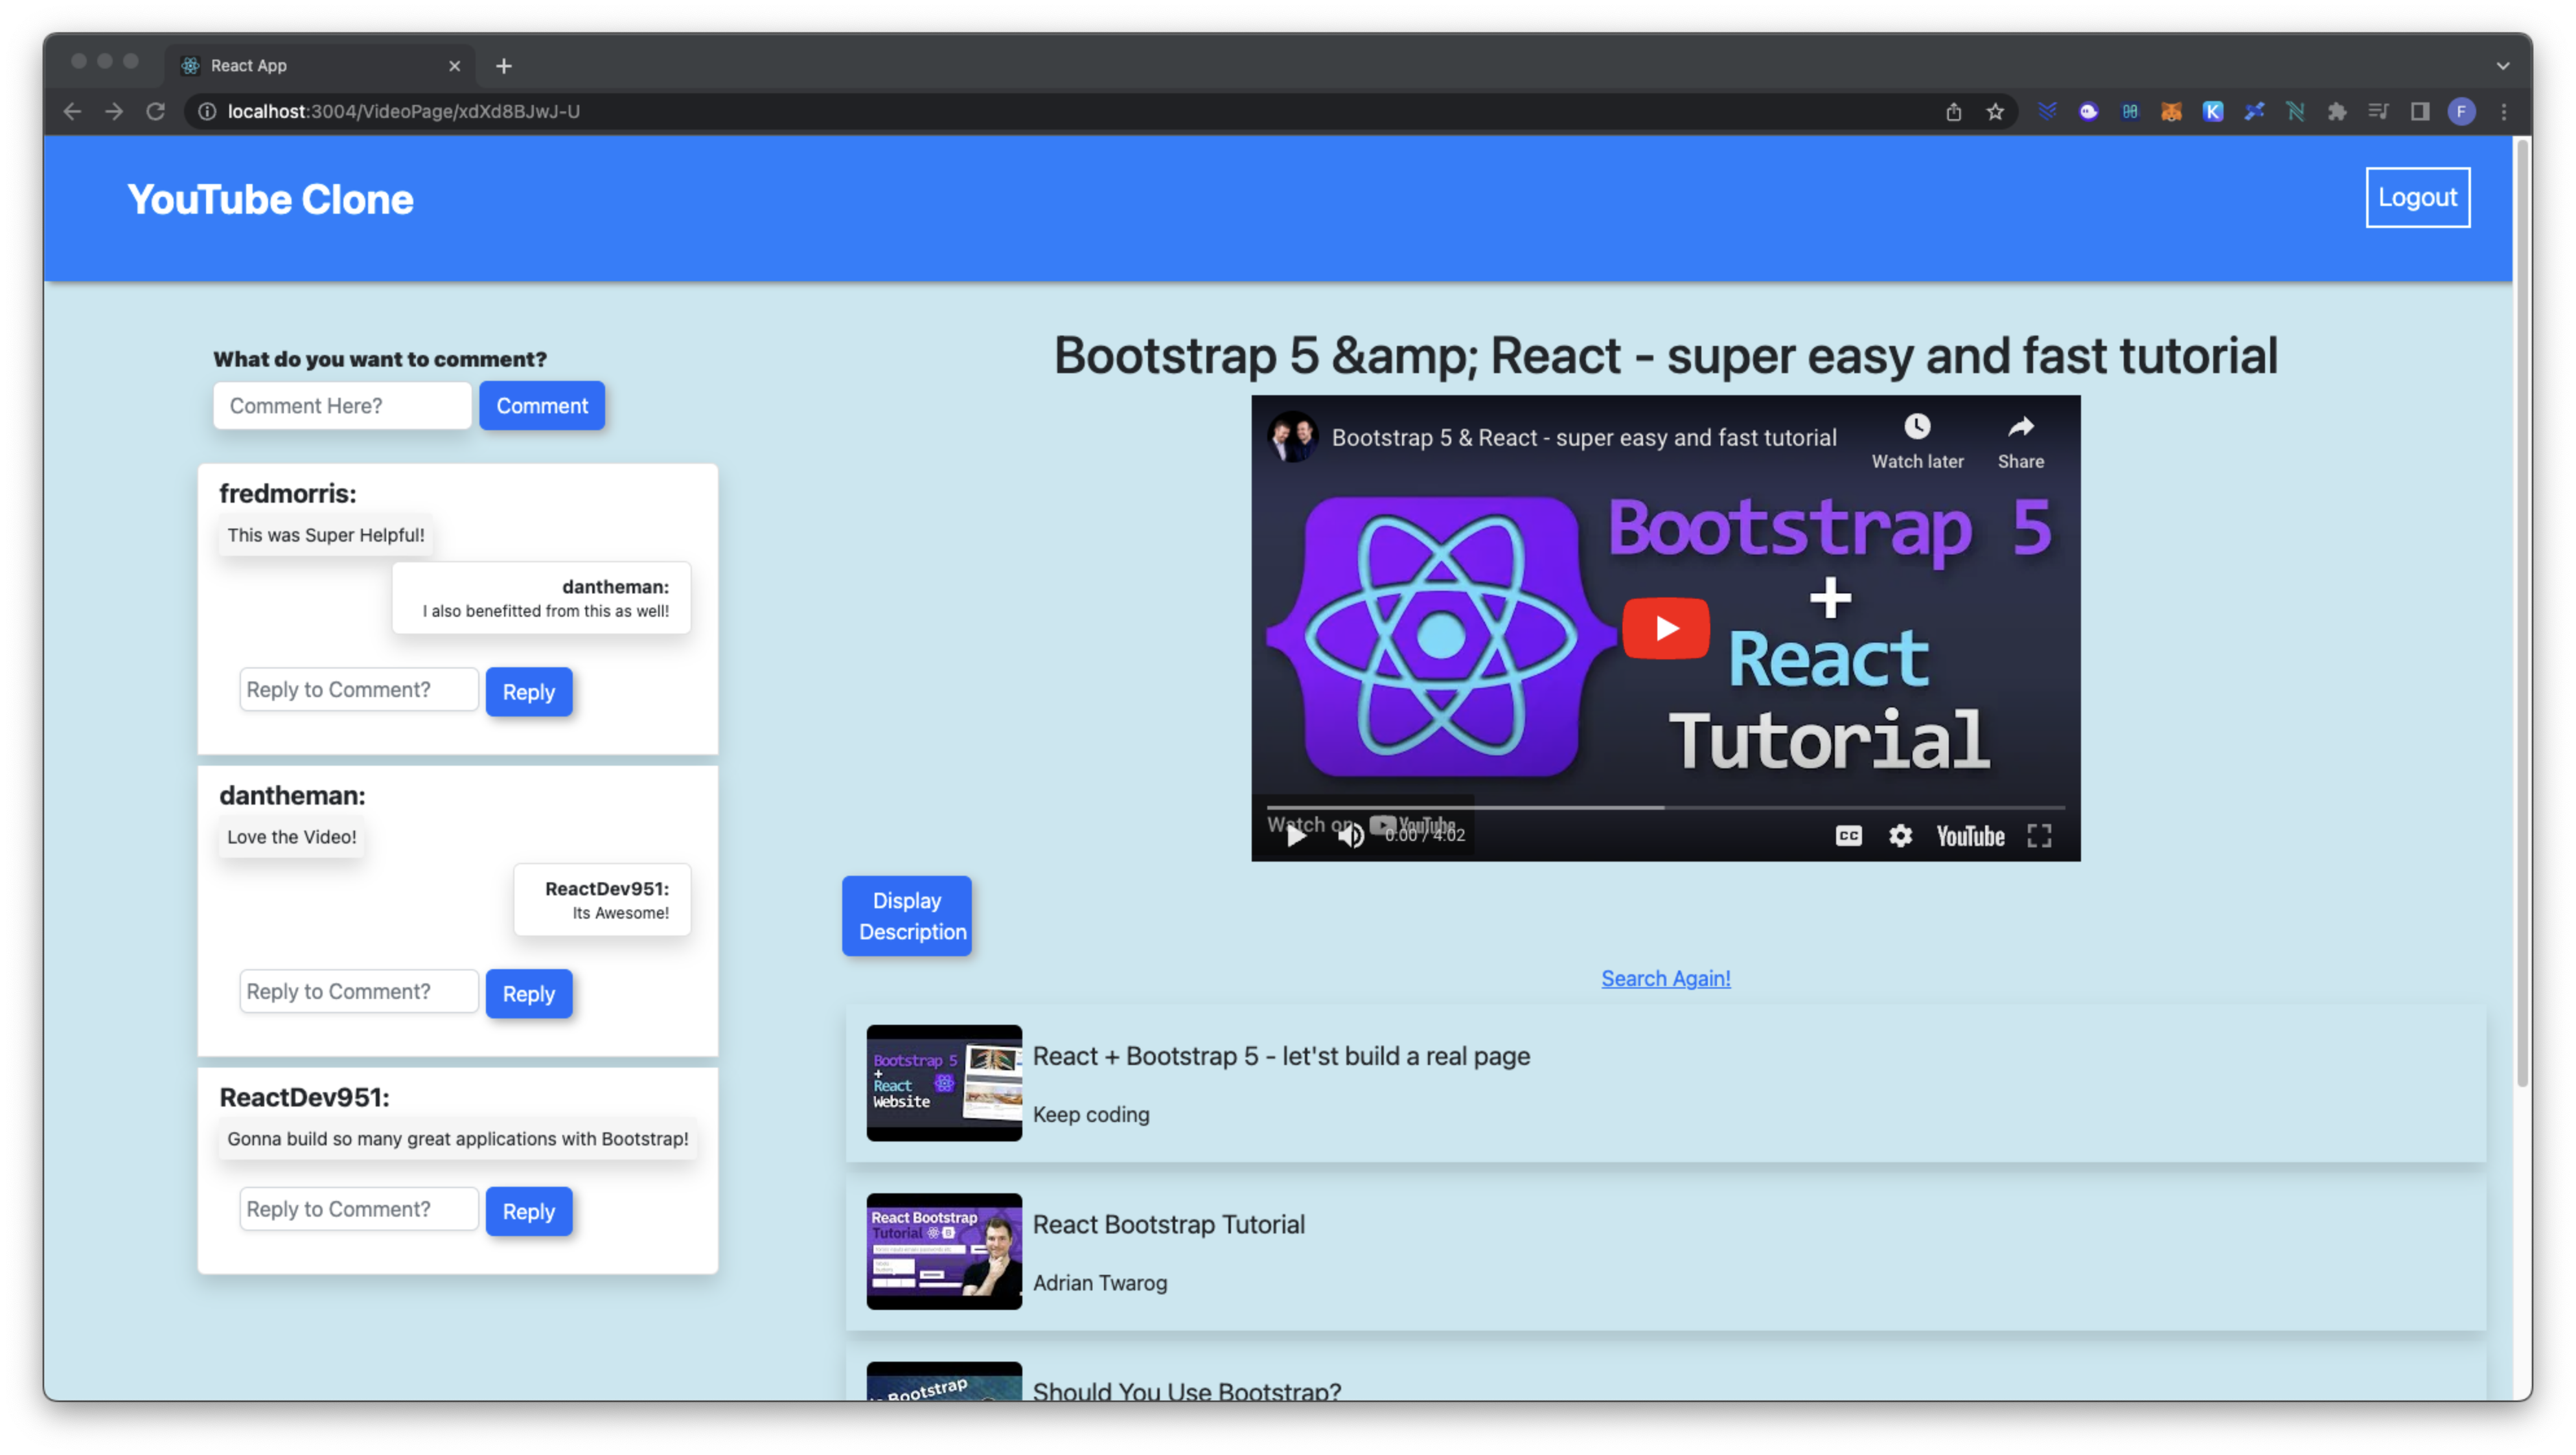 React App
localhost:3004/VideoPage/xdXd8BJwJ-U
F
YouTube Clone
Logout
What do you want to comment?
Comment Here?
Comment
fredmorris:
This was Super Helpful!
dantheman:
I also benefitted from this as well!
Reply to Comment?
Reply
dantheman:
Love the Video!
ReactDev951:
Its Awesome!
Reply to Comment?
Reply
ReactDev951:
Gonna build so many great applications with Bootstrap!
Reply to Comment?
Reply
Bootstrap 5 &amp; React - super easy and fast tutorial
Bootstrap 5 & React - super easy and fast tutorial
Watch later
Share
Bootstrap 5
+
React
Tutorial
Watch on YouTube
0:00 / 4:02
CC
YouTube
Display
Description
Search Again!
Bootstrap 5
+
React
Website
React + Bootstrap 5 - let'st build a real page
Keep coding
React Bootstrap
Tutorial
React Bootstrap Tutorial
Adrian Twarog
Bootstrap
Should You Use Bootstrap?